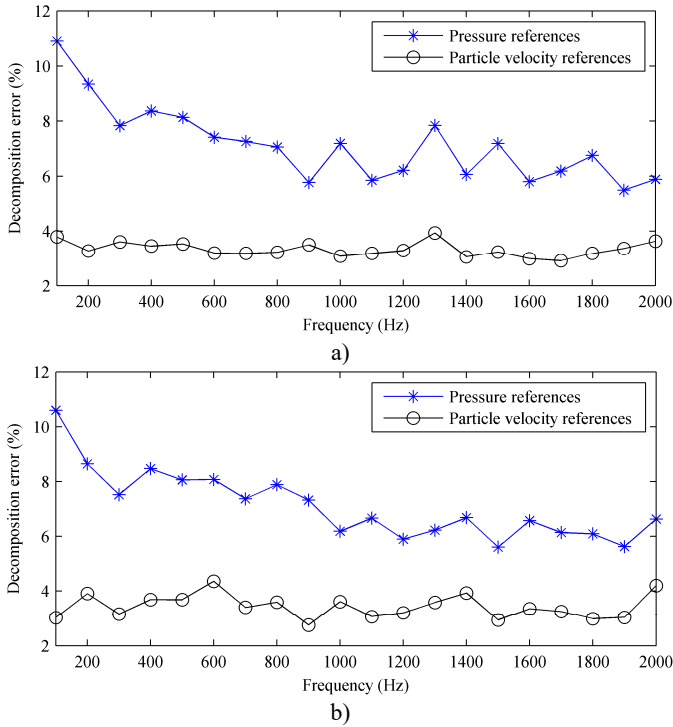 12
10
8
6
4
2
Decomposition error (%)
Pressure references
Particle velocity references
200 400 600 800 1000 1200 1400 1600 1800 2000
Frequency (Hz)
a)
12
10
8
6
4
2
Decomposition error (%)
Pressure references
Particle velocity references
200 400 600 800 1000 1200 1400 1600 1800 2000
Frequency (Hz)
b)